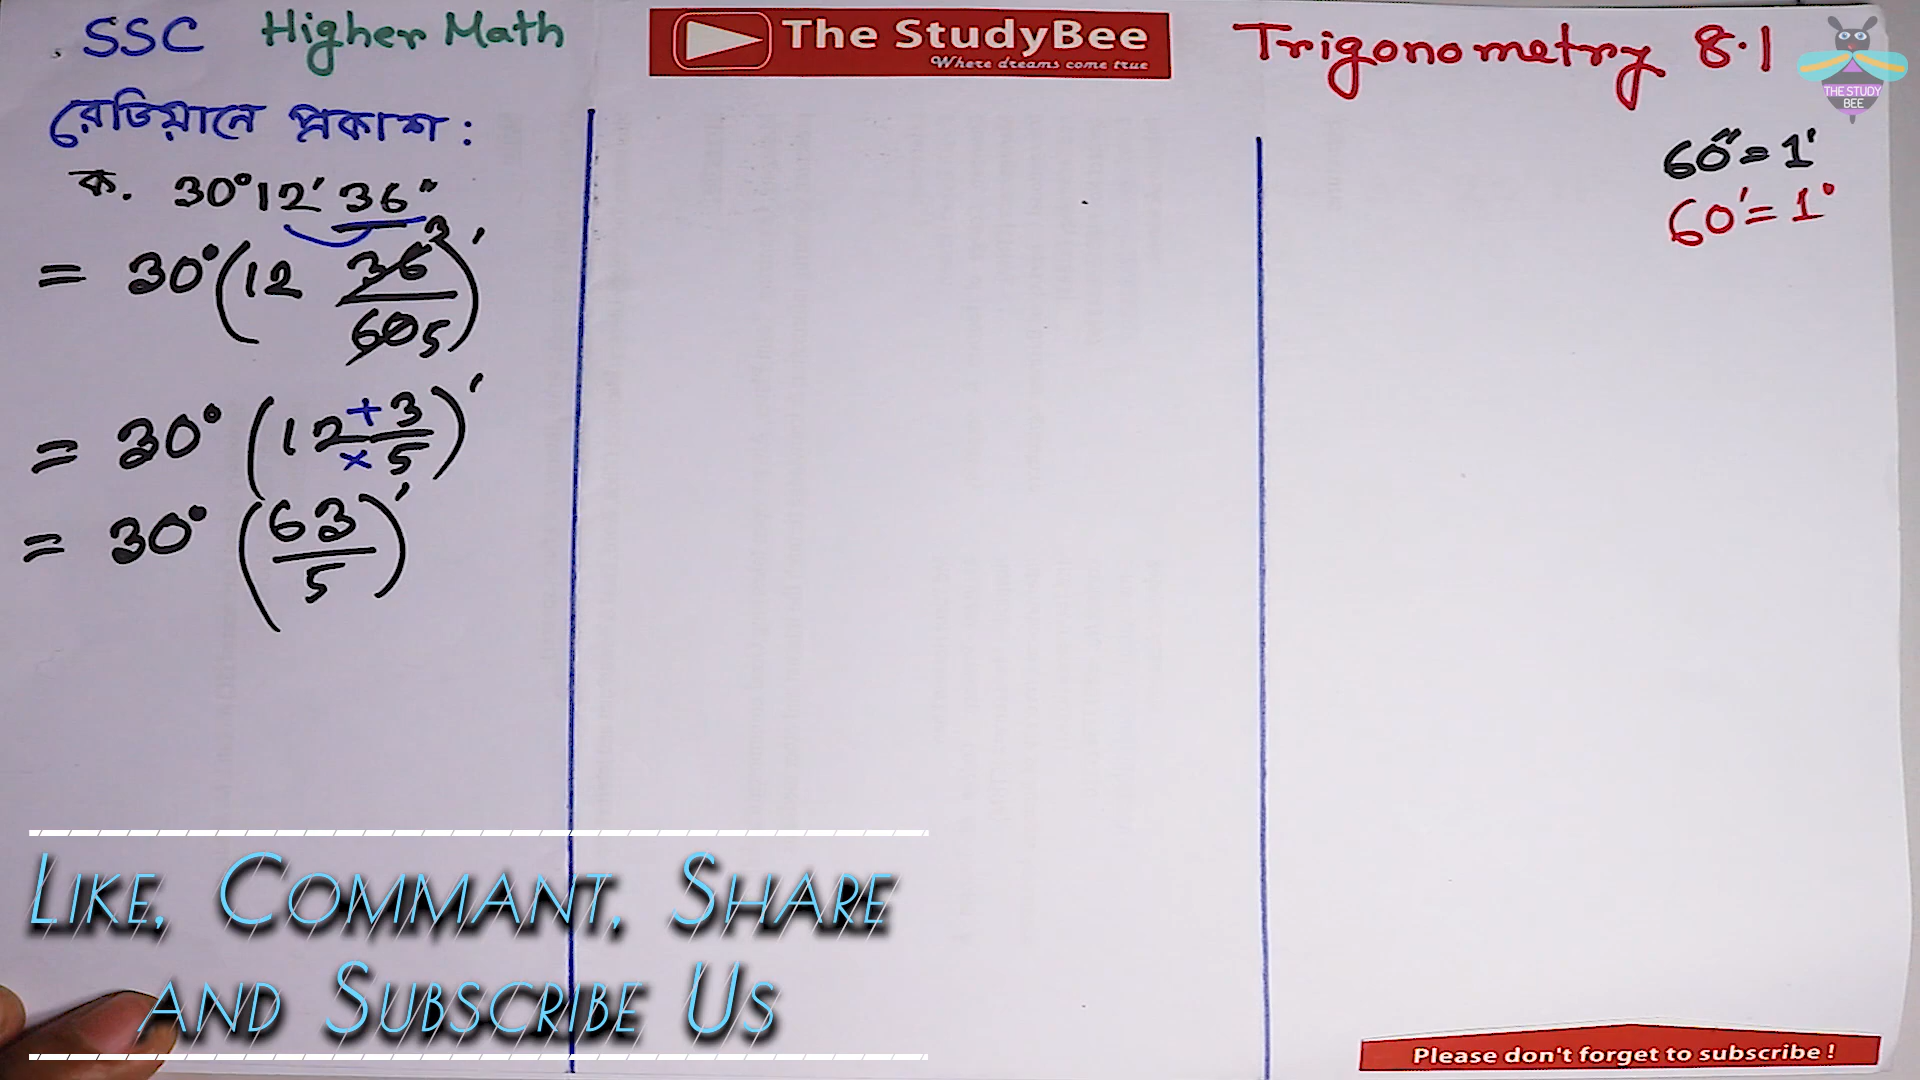 SSC Higher Math
The StudyBee
Where dreams come true
Trigonometry 8.1
THE STUDY
BEE
রেডিয়ানে প্রকাশ :
ক. 30°12′36″
= 30°(12 36/60 3/5)′
= 30° (12 + 3/5 ×)′
= 30° (63/5)′
60″ = 1′
60′ = 1°
LIKE, COMMANT, SHARE
AND SUBSCRIBE US
Please don't forget to subscribe !